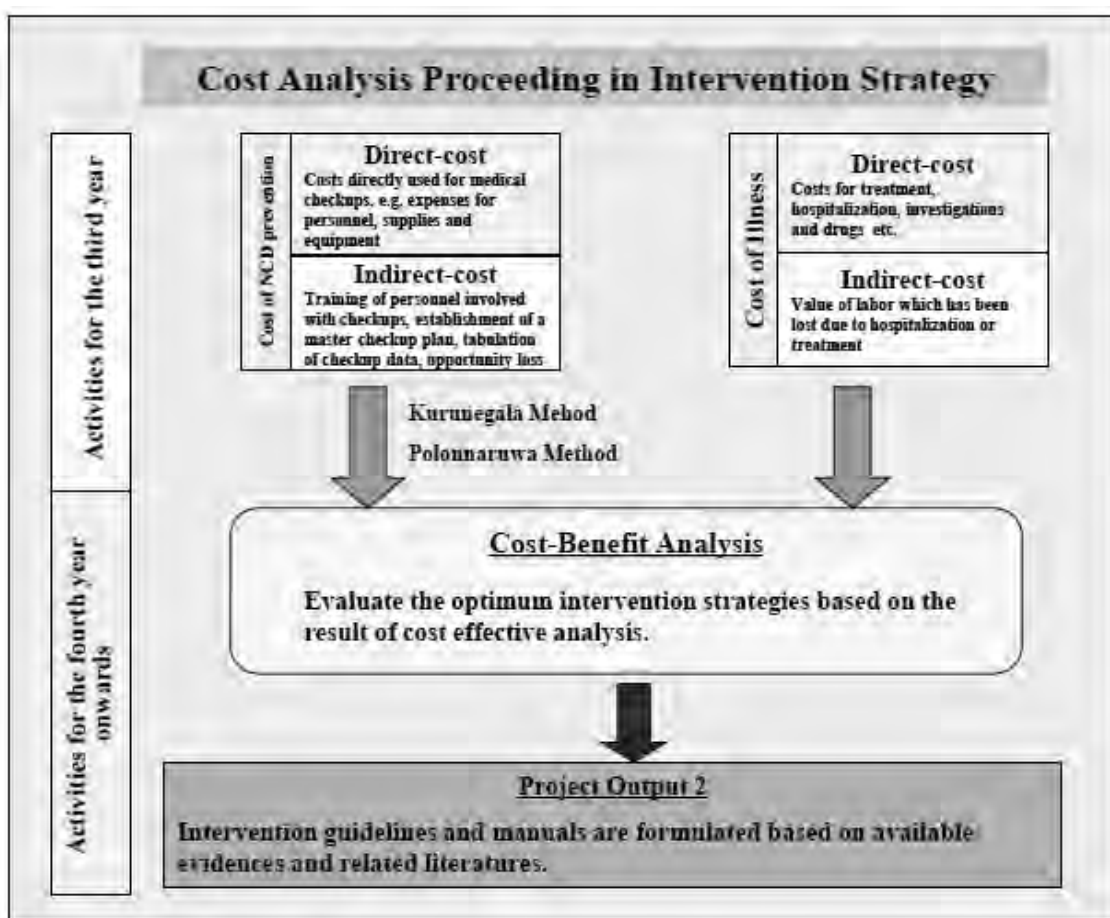 Cost Analysis Proceeding in Intervention Strategy
Activities for the third year
Cost of NCD prevention
Direct-cost
Costs directly used for medical
checkups, e.g. expenses for
personnel, supplies and
equipment
Indirect-cost
Training of personnel involved
with checkups, establishment of a
master checkup plan, tabulation
of checkup data, opportunity loss
Cost of Illness
Direct-cost
Costs for treatment,
hospitalization, investigations
and drugs etc.
Indirect-cost
Value of labor which has been
lost due to hospitalization or
treatment
Kurunegala Mehod
Polonnaruwa Method
Activities for the fourth year
onwards
Cost-Benefit Analysis
Evaluate the optimum intervention strategies based on the
result of cost effective analysis.
Project Output 2
Intervention guidelines and manuals are formulated based on available
evidences and related literatures.